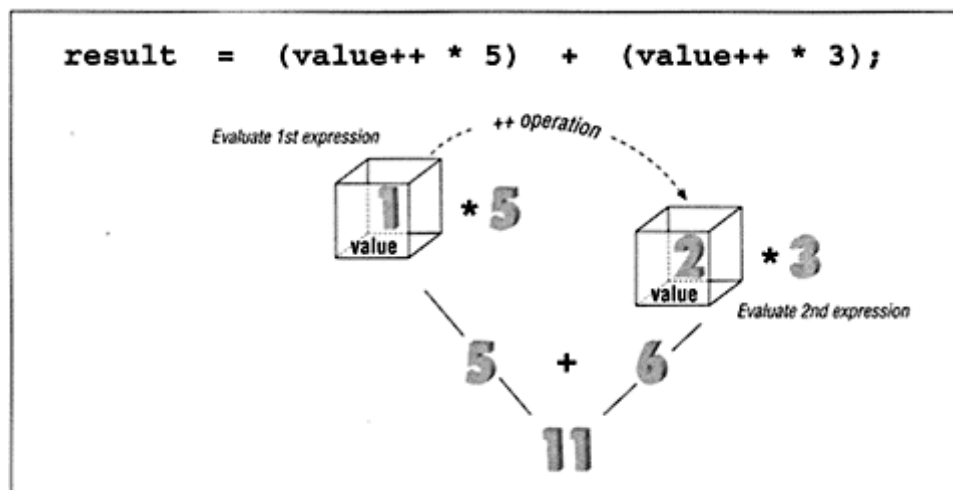 result = (value++ * 5) + (value++ * 3);
++ operation
Evaluate 1st expression
1 * 5
value
2 * 3
value
Evaluate 2nd expression
5 + 6
11